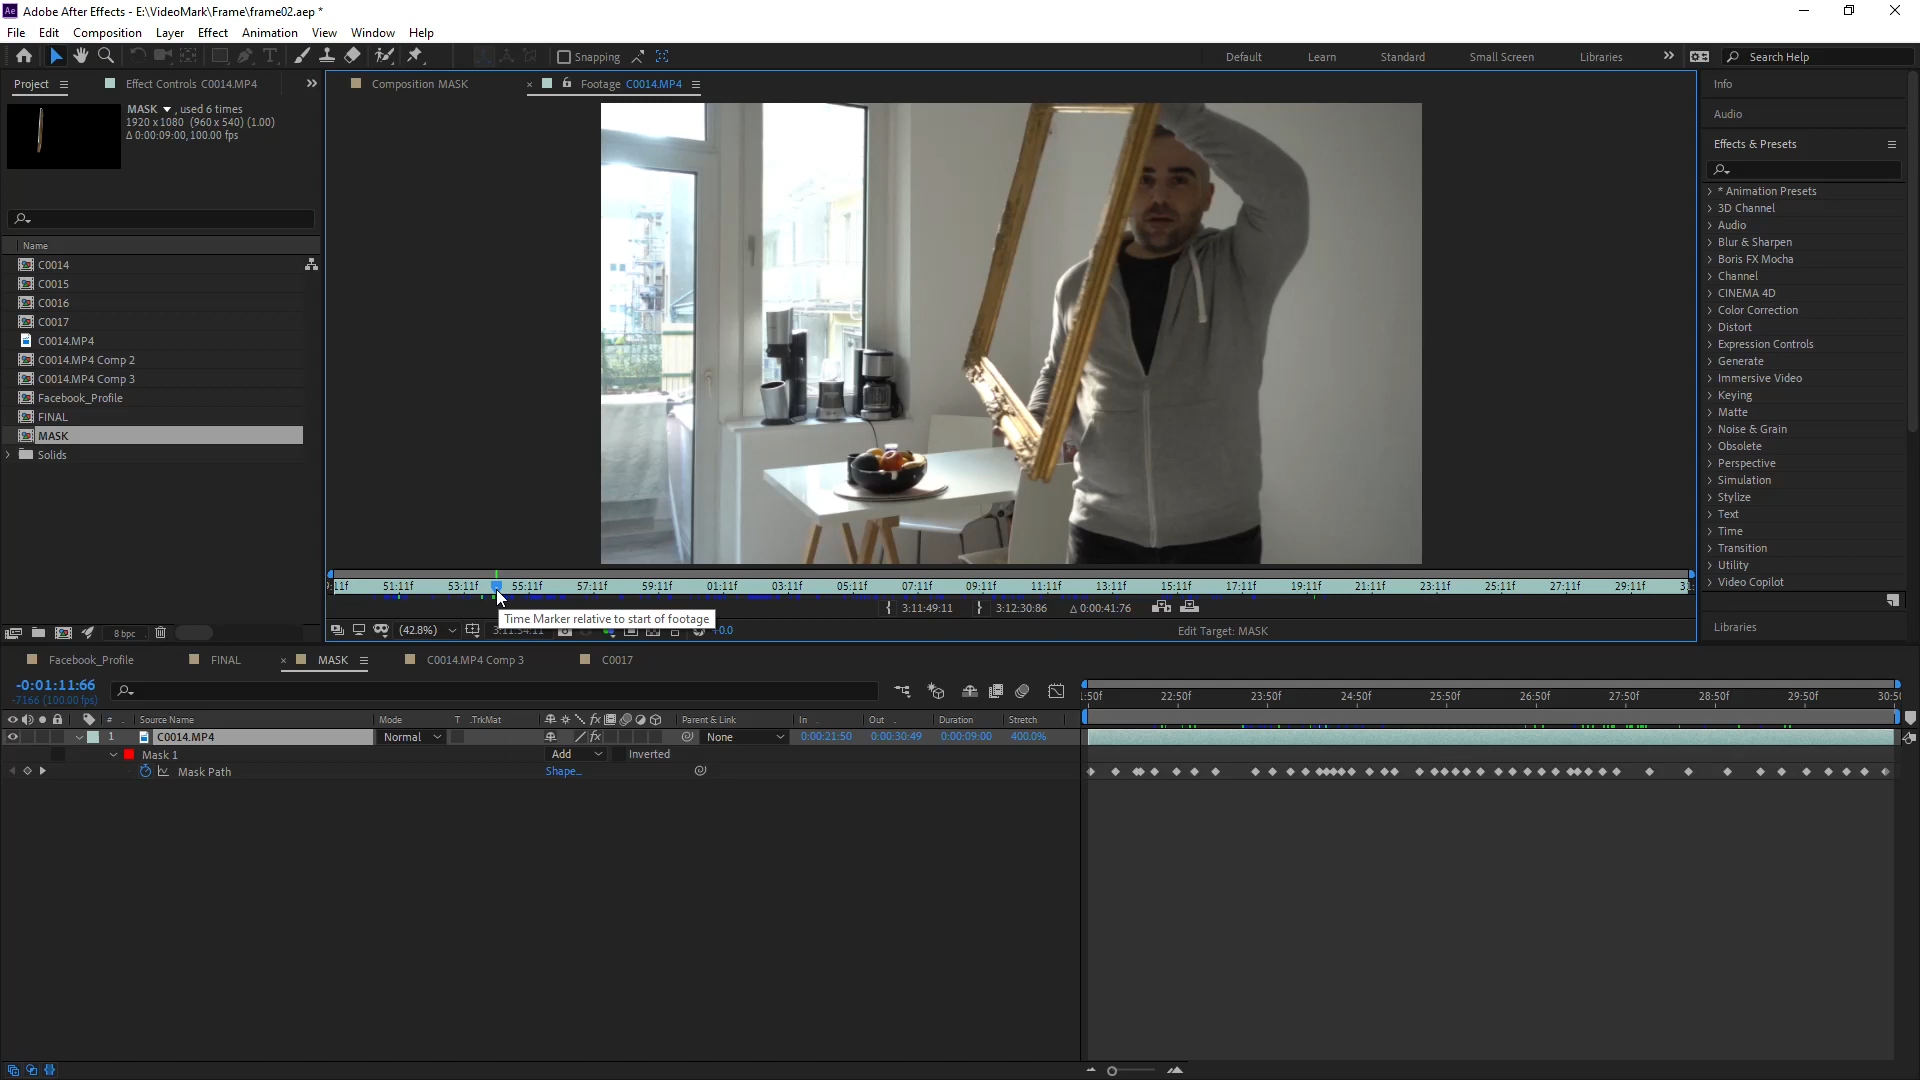 Adobe After Effects - E:\VideoMark\Frame\frame02.aep *
File Edit Composition Layer Effect Animation View Window Help
Snapping
Default Learn Standard Small Screen Libraries
Search Help
Project
Effect Controls C0014.MP4
MASK , used 6 times
1920 x 1080 (960 x 540) (1.00)
Δ 0:00:09:00, 100.00 fps
Name
C0014
C0015
C0016
C0017
C0014.MP4
C0014.MP4 Comp 2
C0014.MP4 Comp 3
Facebook_Profile
FINAL
MASK
Solids
8 bpc
Composition MASK
Footage C0014.MP4
51:11f 53:11f 55:11f 57:11f 59:11f 01:11f 03:11f 05:11f 07:11f 09:11f 11:11f 13:11f 15:11f 17:11f 19:11f 21:11f 23:11f 25:11f 27:11f 29:11f
3:11:49:11 3:12:30:86 Δ 0:00:41:76
Time Marker relative to start of footage
(42.8%) +0.0
Edit Target: MASK
Info
Audio
Effects & Presets
* Animation Presets
3D Channel
Audio
Blur & Sharpen
Boris FX Mocha
Channel
CINEMA 4D
Color Correction
Distort
Expression Controls
Generate
Immersive Video
Keying
Matte
Noise & Grain
Obsolete
Perspective
Simulation
Stylize
Text
Time
Transition
Utility
Video Copilot
Libraries
Facebook_Profile FINAL MASK C0014.MP4 Comp 3 C0017
-0:01:11:66
-7166 (100.00 fps)
:50f 22:50f 23:50f 24:50f 25:50f 26:50f 27:50f 28:50f 29:50f 30:50
# Source Name Mode T .TrkMat Parent & Link In Out Duration Stretch
1 C0014.MP4 Normal None 0:00:21:50 0:00:30:49 0:00:09:00 400.0%
Mask 1 Add Inverted
Mask Path Shape...